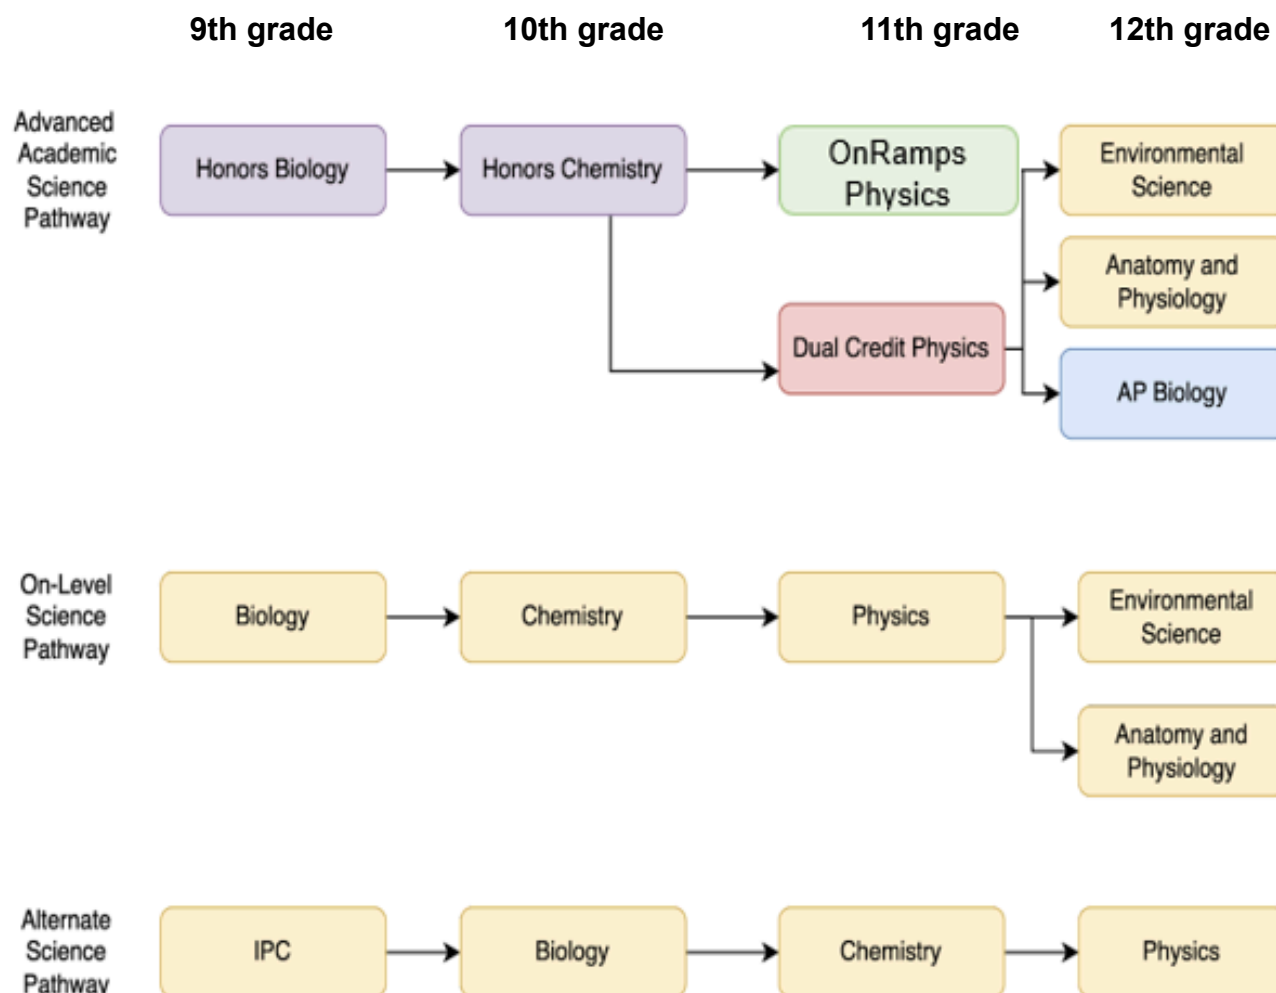 9th grade 10th grade 11th grade 12th grade
Advanced
Academic
Science
Pathway
Honors Biology
Honors Chemistry
OnRamps
Physics
Environmental
Science
Anatomy and
Physiology
Dual Credit Physics
AP Biology
On-Level
Science
Pathway
Biology
Chemistry
Physics
Environmental
Science
Anatomy and
Physiology
Alternate
Science
Pathway
IPC
Biology
Chemistry
Physics